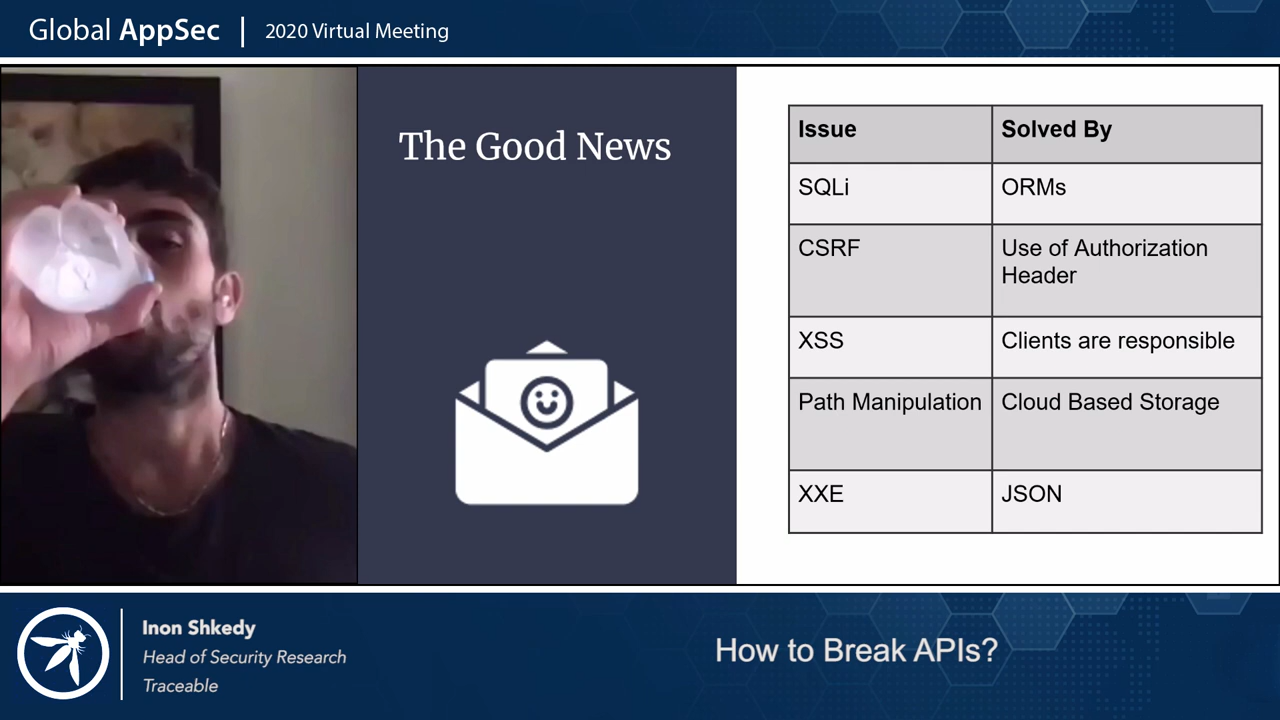 Global AppSec | 2020 Virtual Meeting
The Good News
Issue Solved By
SQLi ORMs
CSRF Use of Authorization
Header
XSS Clients are responsible
Path Manipulation Cloud Based Storage
XXE JSON
Inon Shkedy
Head of Security Research
Traceable
How to Break APIs?